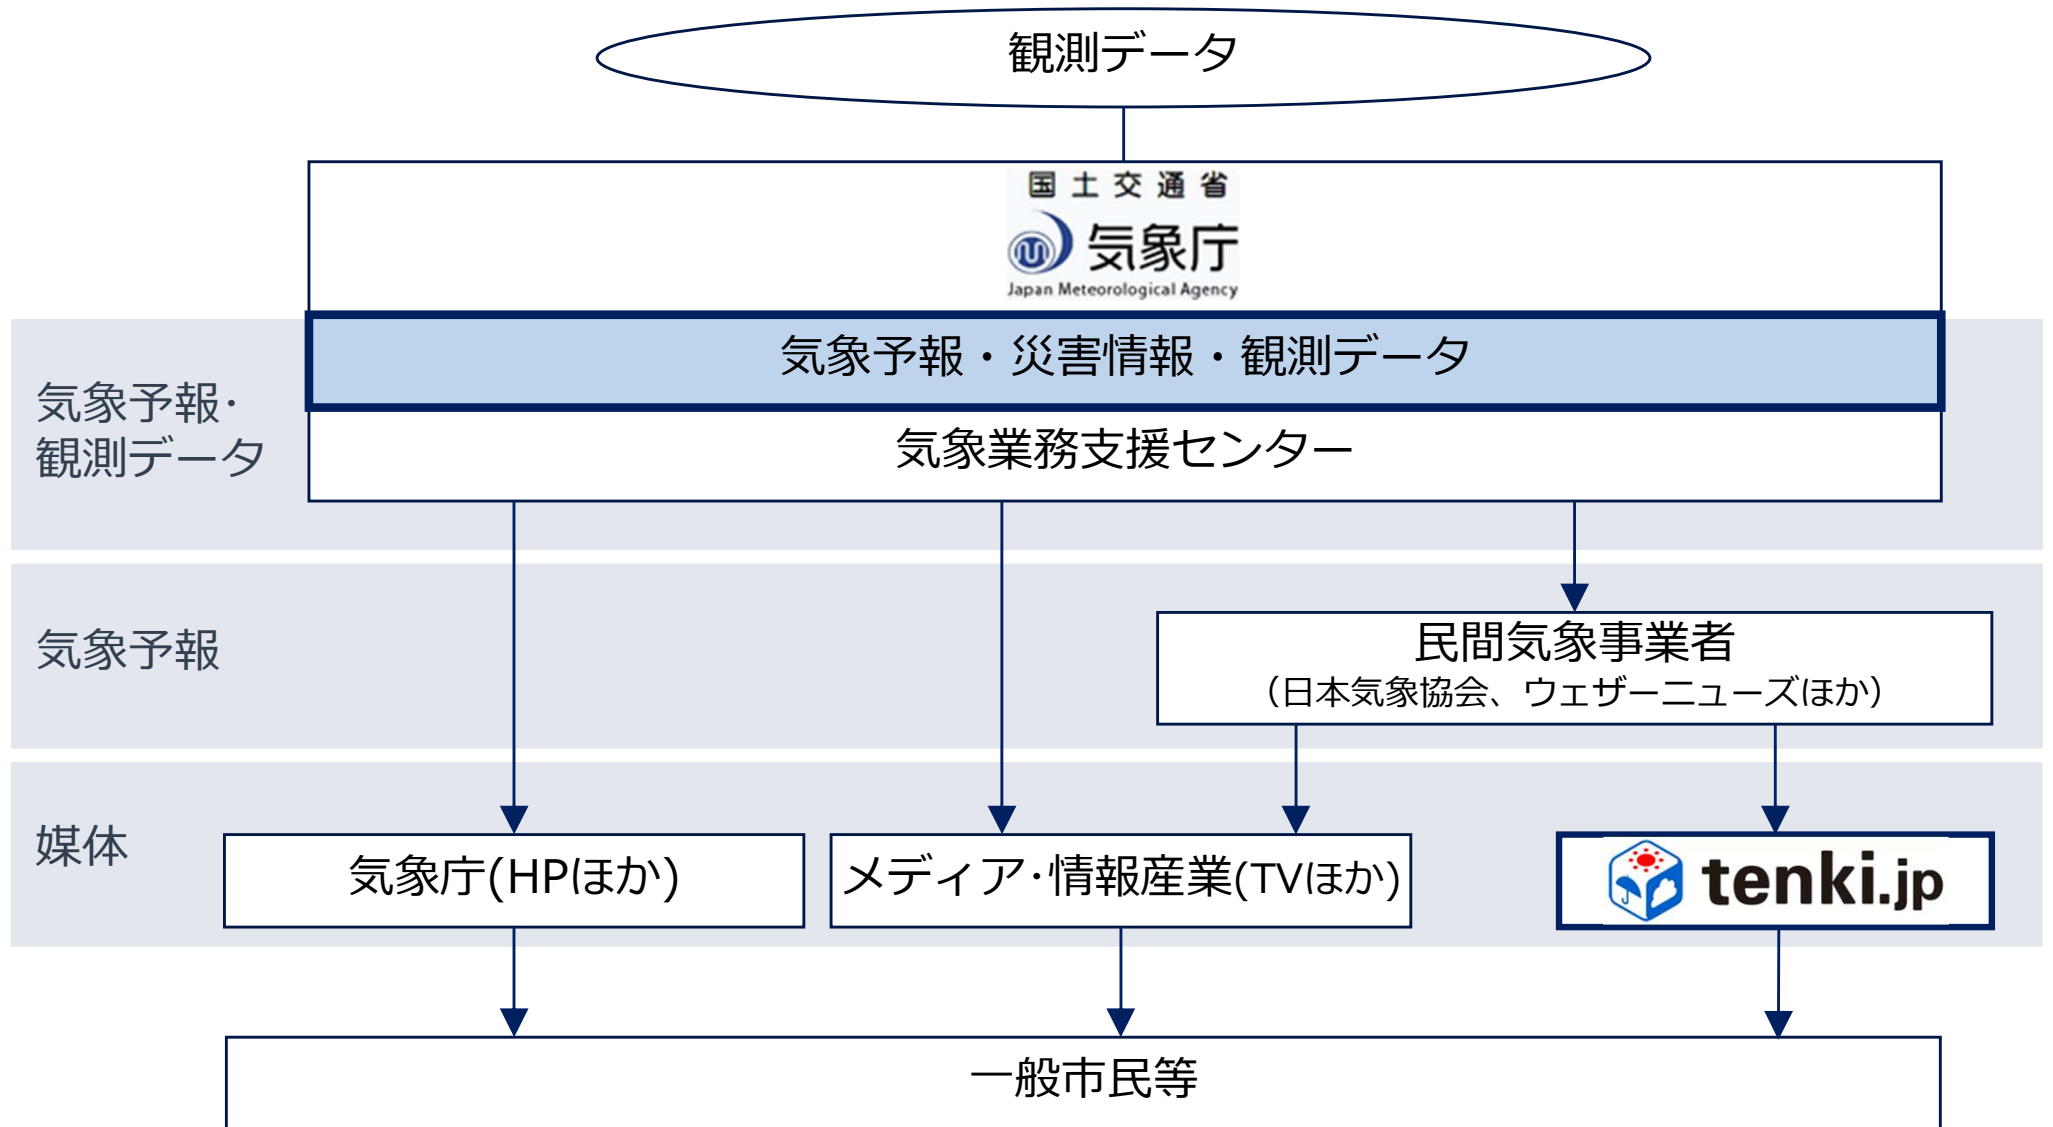 観測データ
国土交通省
気象庁
Japan Meteorological Agency
気象予報・災害情報・観測データ
気象予報･
観測データ
気象業務支援センター
気象予報
民間気象事業者
（日本気象協会、ウェザーニューズほか）
媒体
気象庁(HPほか)
メディア･情報産業(TVほか)
tenki.jp
一般市民等